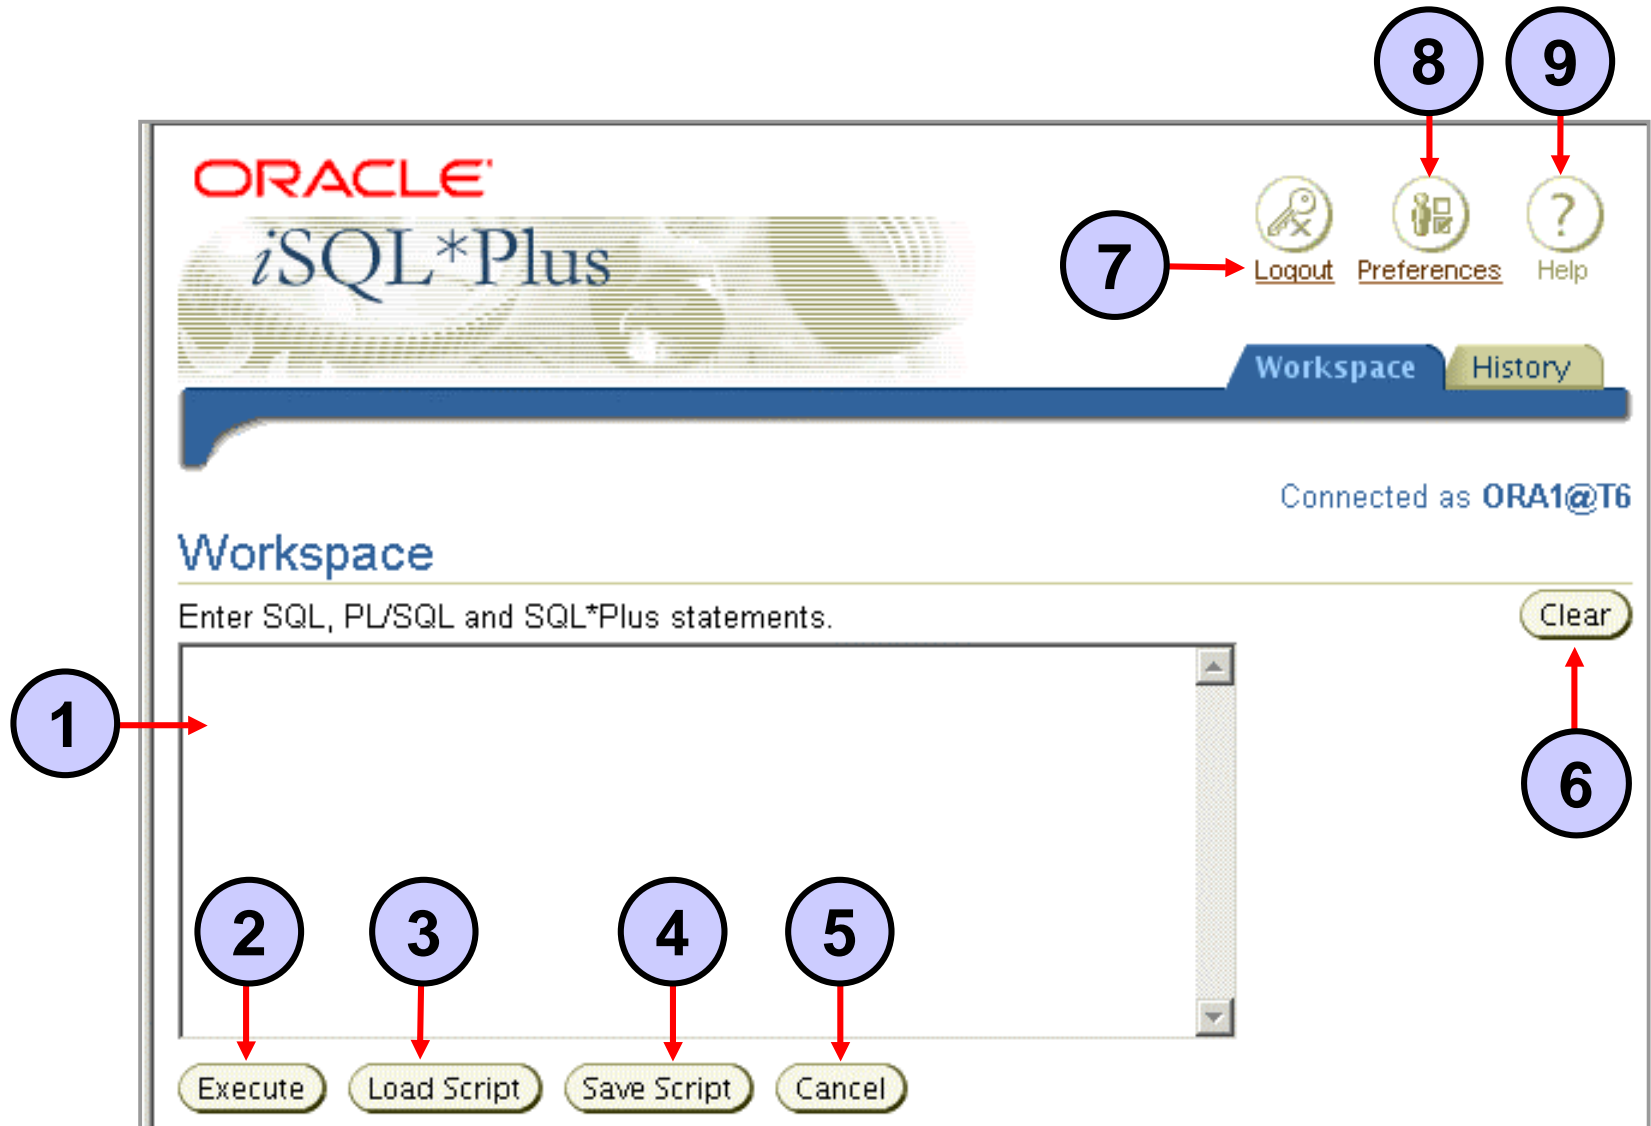 8 9
ORACLE
iSQL*Plus
7
Logout Preferences Help
Workspace History
Connected as ORA1@T6
Workspace
Enter SQL, PL/SQL and SQL*Plus statements.
Clear
1
6
2 3 4 5
Execute Load Script Save Script Cancel